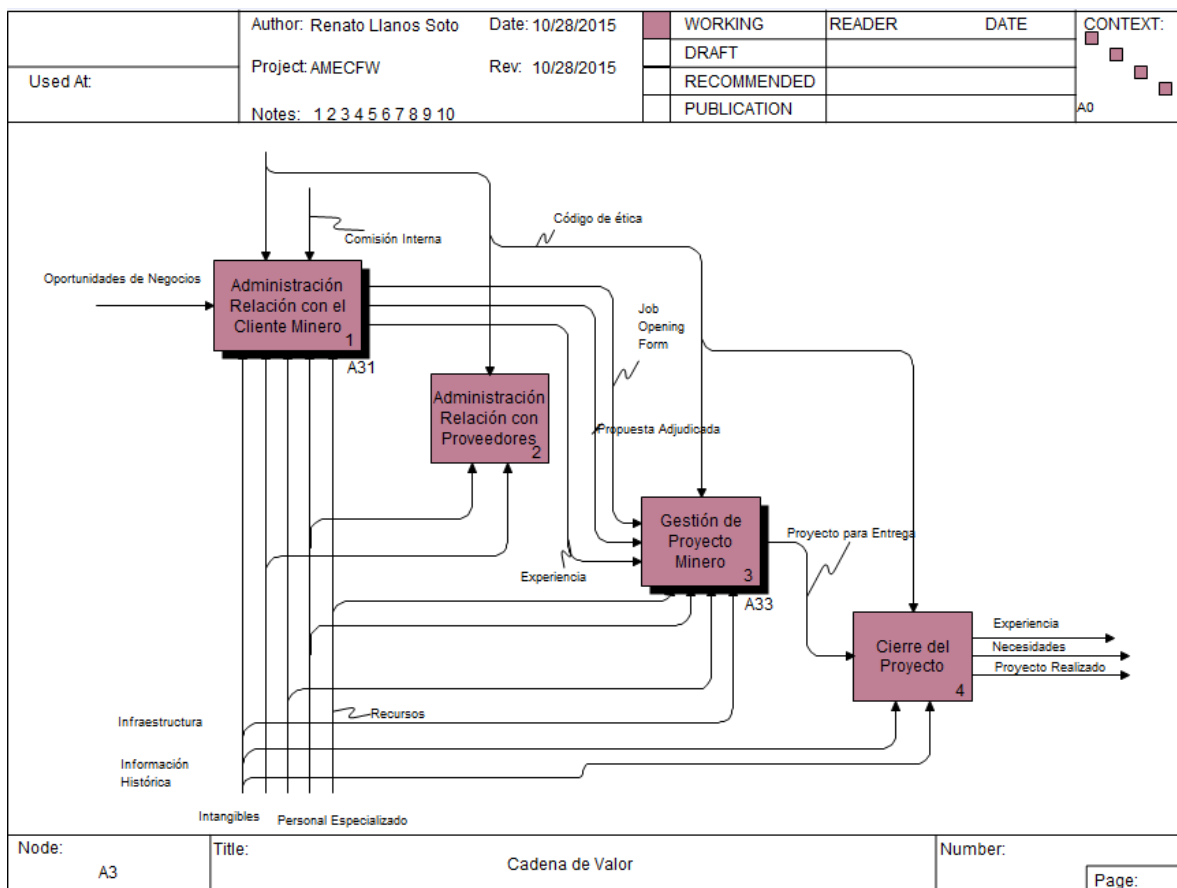 Used At:
Author: Renato Llanos Soto
Date: 10/28/2015
Project: AMECFW
Rev: 10/28/2015
Notes: 1 2 3 4 5 6 7 8 9 10
WORKING
DRAFT
RECOMMENDED
PUBLICATION
READER
DATE
CONTEXT:
A0
Código de ética
Comisión Interna
Oportunidades de Negocios
Administración
Relación con el
Cliente Minero
1
A31
Job
Opening
Form
Administración
Relación con
Proveedores
2
Propuesta Adjudicada
Gestión de
Proyecto
Minero
3
A33
Proyecto para Entrega
Experiencia
Cierre del
Proyecto
4
Experiencia
Necesidades
Proyecto Realizado
Recursos
Infraestructura
Información
Histórica
Intangibles
Personal Especializado
Node:
A3
Title:
Cadena de Valor
Number:
Page: